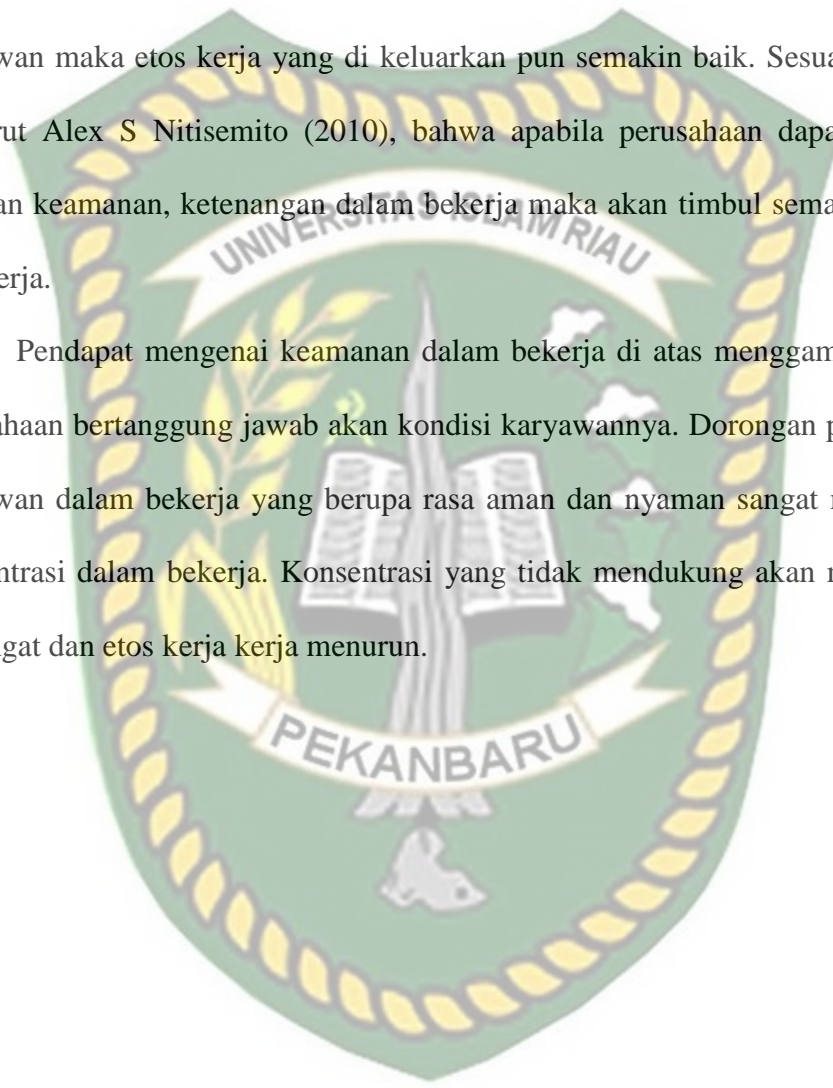 wan maka etos kerja yang di keluarkan pun semakin baik. Sesua
rut Alex S Nitisemito (2010), bahwa apabila perusahaan dapa
an keamanan, ketenangan dalam bekerja maka akan timbul sema
UNIVERSITAS ISLAM RIAU
erja.
Pendapat mengenai keamanan dalam bekerja di atas menggam
ahaan bertanggung jawab akan kondisi karyawannya. Dorongan p
wan dalam bekerja yang berupa rasa aman dan nyaman sangat
ntrasi dalam bekerja. Konsentrasi yang tidak mendukung akan
ngat dan etos kerja kerja menurun.
PEKANBARU